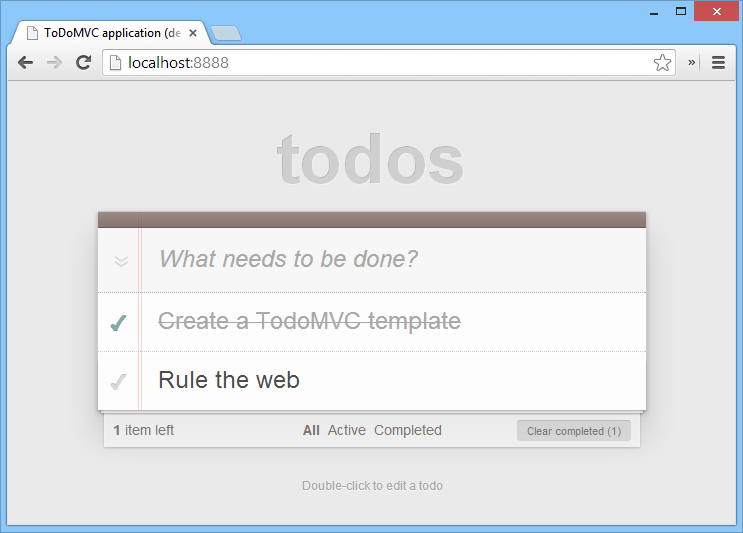 ToDoMVC application (de
localhost:8888
todos
What needs to be done?
Create a TodoMVC template
Rule the web
1 item left All Active Completed Clear completed (1)
Double-click to edit a todo